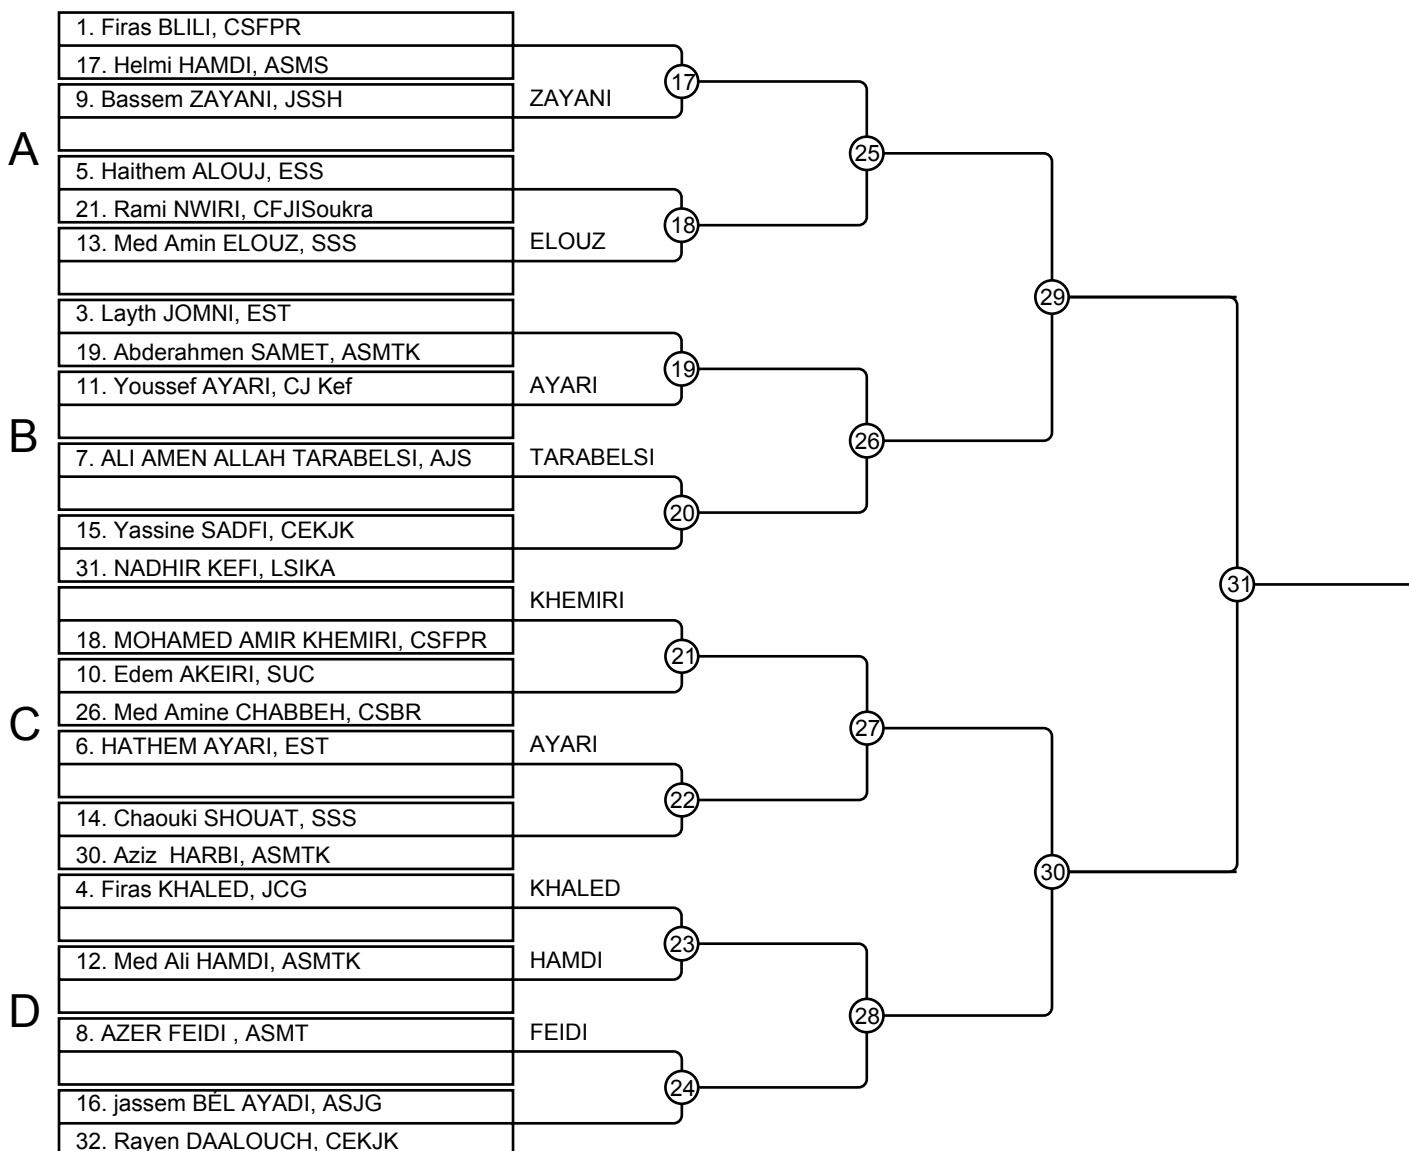 1. Firas BLILI, CSFPR
17. Helmi HAMDI, ASMS
17
9. Bassem ZAYANI, JSSH
ZAYANI
A
25
5. Haithem ALOUJ, ESS
21. Rami NWIRI, CFJISoukra
18
13. Med Amin ELOUZ, SSS
ELOUZ
29
3. Layth JOMNI, EST
19. Abderahmen SAMET, ASMTK
19
11. Youssef AYARI, CJ Kef
AYARI
B
26
7. ALI AMEN ALLAH TARABELSI, AJS
TARABELSI
20
15. Yassine SADFI, CEKJK
31. NADHIR KEFI, LSIKA
31
KHEMIRI
18. MOHAMED AMIR KHEMIRI, CSFPR
21
10. Edem AKEIRI, SUC
26. Med Amine CHABBEH, CSBR
C
27
6. HATHEM AYARI, EST
AYARI
22
14. Chaouki SHOUAT, SSS
30. Aziz  HARBI, ASMTK
30
4. Firas KHALED, JCG
KHALED
23
12. Med Ali HAMDI, ASMTK
HAMDI
D
28
8. AZER FEIDI , ASMT
FEIDI
24
16. jassem BÉL AYADI, ASJG
32. Rayen DAALOUCH, CEKJK